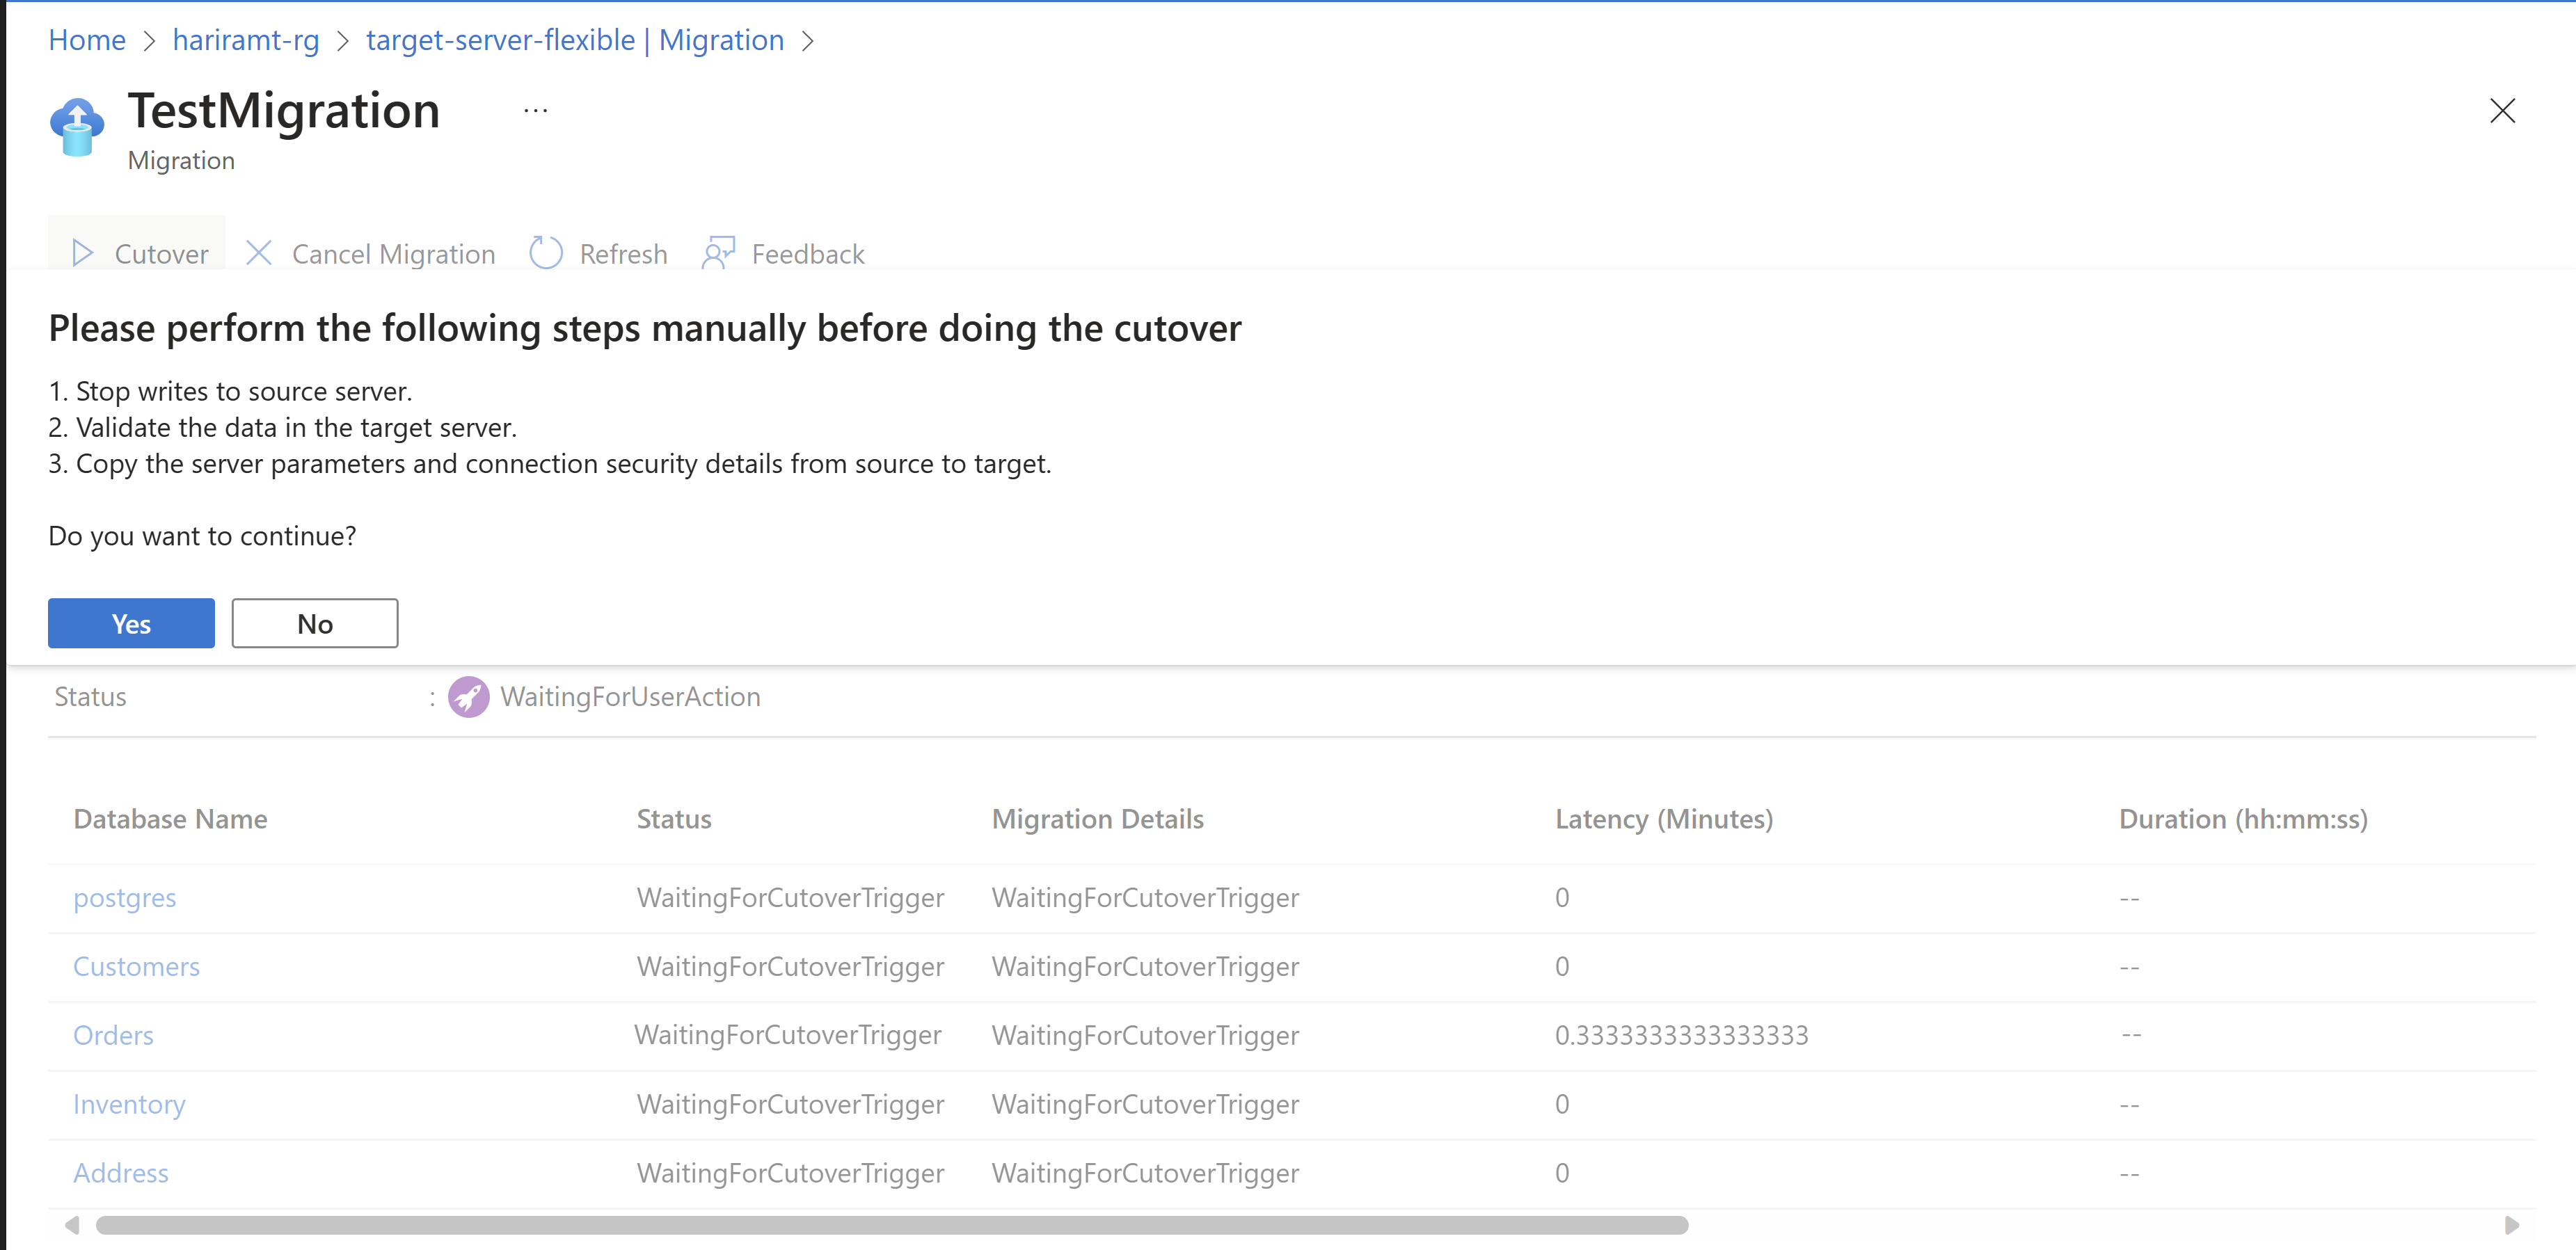 Home > hariramt-rg > target-server-flexible | Migration >
TestMigration ...
Migration
Cutover Cancel Migration Refresh Feedback
Please perform the following steps manually before doing the cutover
1. Stop writes to source server.
2. Validate the data in the target server.
3. Copy the server parameters and connection security details from source to target.
Do you want to continue?
Yes No
Status : WaitingForUserAction
Database Name Status Migration Details Latency (Minutes) Duration (hh:mm:ss)
postgres WaitingForCutoverTrigger WaitingForCutoverTrigger 0 --
Customers WaitingForCutoverTrigger WaitingForCutoverTrigger 0 --
Orders WaitingForCutoverTrigger WaitingForCutoverTrigger 0.3333333333333333 --
Inventory WaitingForCutoverTrigger WaitingForCutoverTrigger 0 --
Address WaitingForCutoverTrigger WaitingForCutoverTrigger 0 --